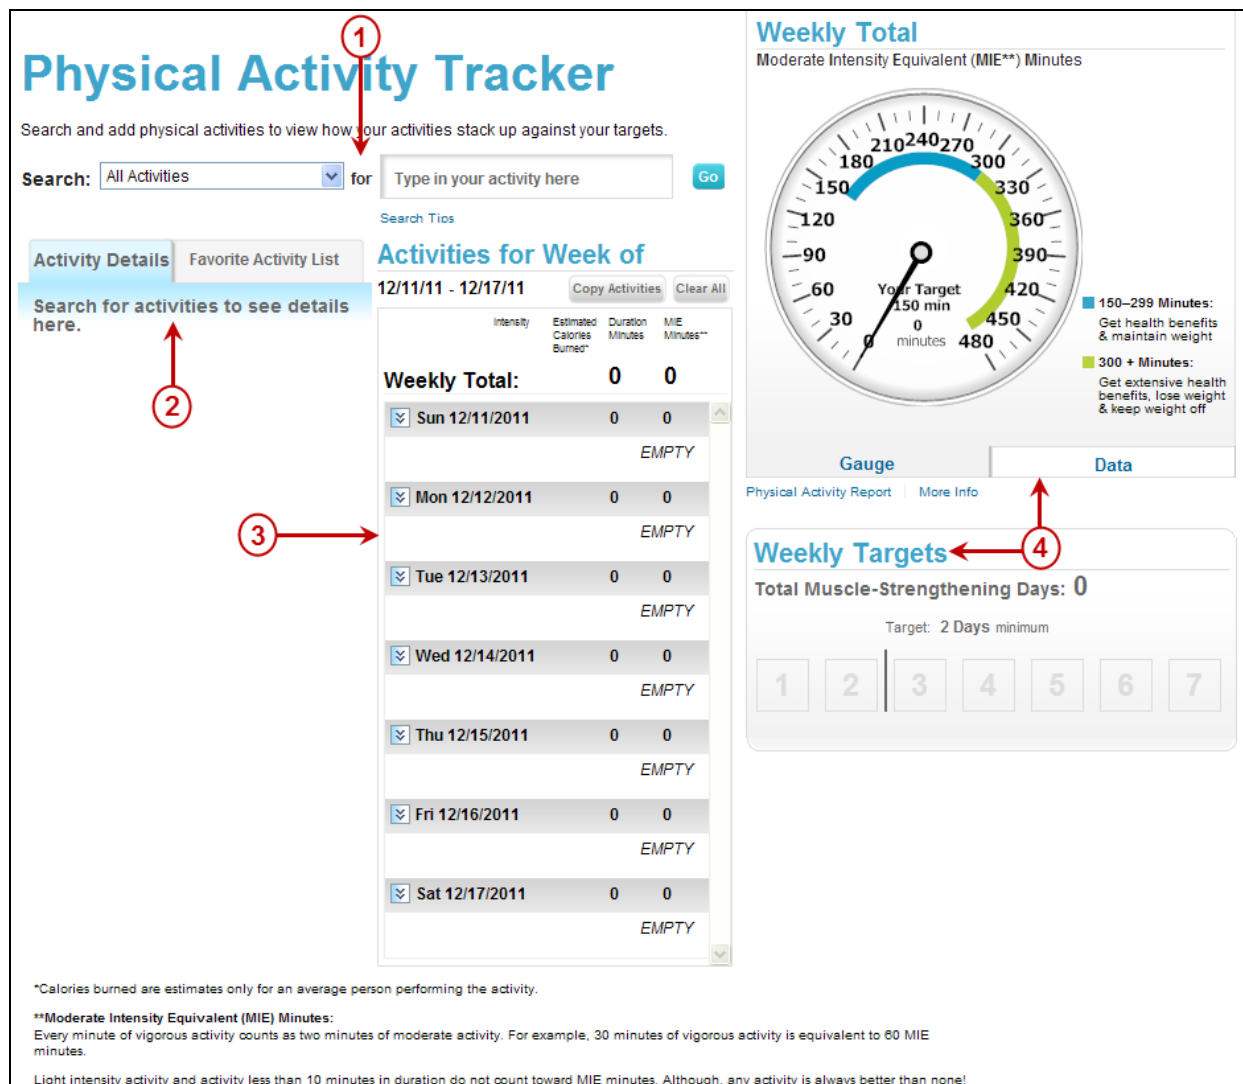 1
Physical Activity Tracker
Search and add physical activities to view how your activities stack up against your targets.
Search: All Activities for Type in your activity here Go
Search Tips
Activity Details Favorite Activity List
Search for activities to see details
here.
2
Activities for Week of
12/11/11 - 12/17/11 Copy Activities Clear All
Intensity Estimated Calories Burned* Duration Minutes MIE Minutes**
Weekly Total: 0 0
Sun 12/11/2011 0 0
EMPTY
Mon 12/12/2011 0 0
EMPTY
3
Tue 12/13/2011 0 0
EMPTY
Wed 12/14/2011 0 0
EMPTY
Thu 12/15/2011 0 0
EMPTY
Fri 12/16/2011 0 0
EMPTY
Sat 12/17/2011 0 0
EMPTY
Weekly Total
Moderate Intensity Equivalent (MIE**) Minutes
0 30 60 90 120 150 180 210 240 270 300 330 360 390 420 450 480
Your Target
150 min
0
minutes
150–299 Minutes:
Get health benefits
& maintain weight
300 + Minutes:
Get extensive health
benefits, lose weight
& keep weight off
Gauge Data
Physical Activity Report More Info
4
Weekly Targets
Total Muscle-Strengthening Days: 0
Target: 2 Days minimum
1 2 3 4 5 6 7
*Calories burned are estimates only for an average person performing the activity.
**Moderate Intensity Equivalent (MIE) Minutes:
Every minute of vigorous activity counts as two minutes of moderate activity. For example, 30 minutes of vigorous activity is equivalent to 60 MIE
minutes.
Light intensity activity and activity less than 10 minutes in duration do not count toward MIE minutes. Although, any activity is always better than none!